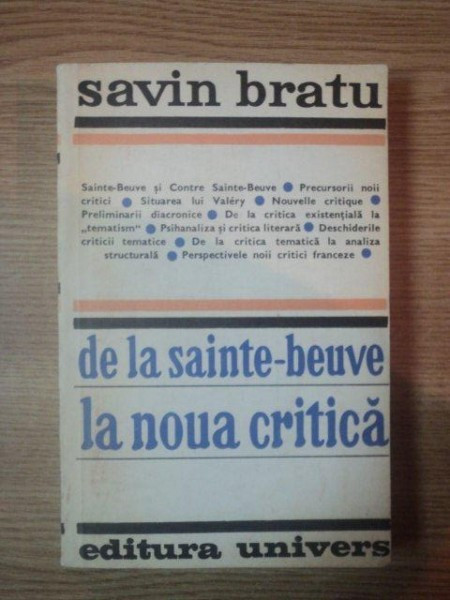 savin bratu
Sainte-Beuve și Contre Sainte-Beuve ● Precursorii noii
critici ● Situarea lui Valéry ● Nouvelle critique ●
Preliminarii diacronice ● De la critica existențială la
„tematism" ● Psihanaliza și critica literară ● Deschiderile
criticii tematice ● De la critica tematică la analiza
structurală ● Perspectivele noii critici franceze ●
de la sainte-beuve
la noua critică
editura univers